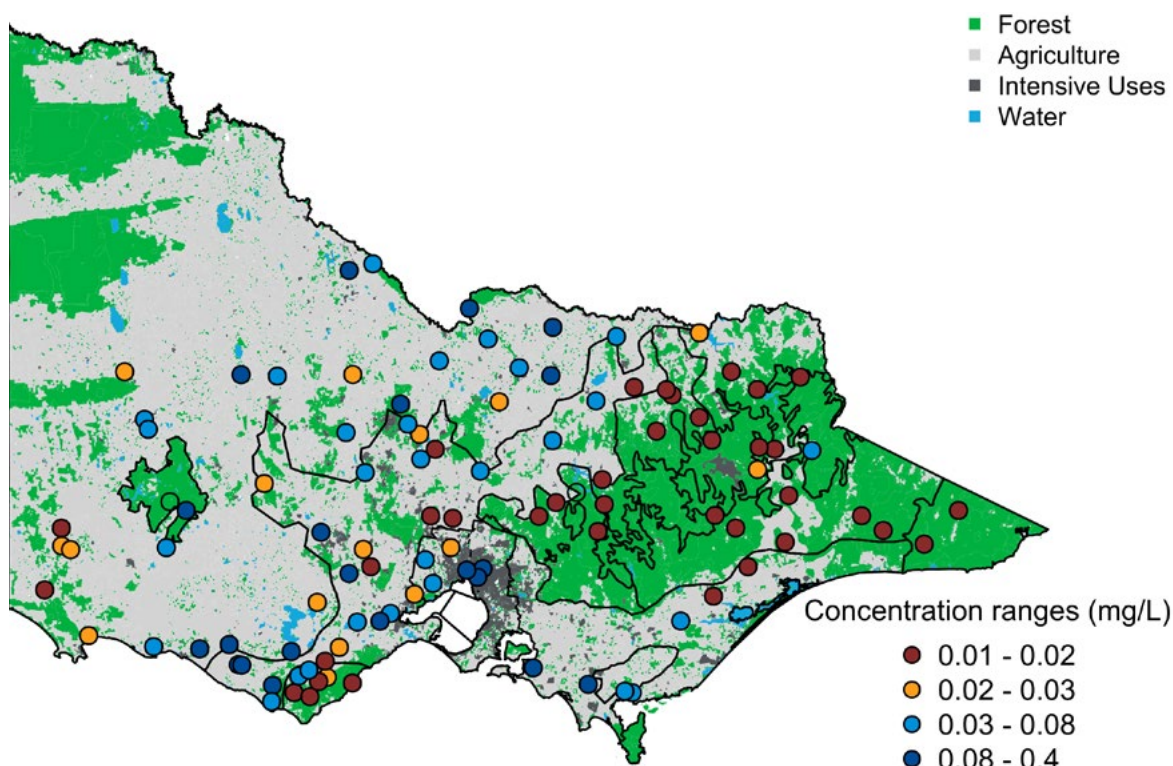 Forest
Agriculture
Intensive Uses
Water
Concentration ranges (mg/L)
0.01 - 0.02
0.02 - 0.03
0.03 - 0.08
0.08 - 0.4